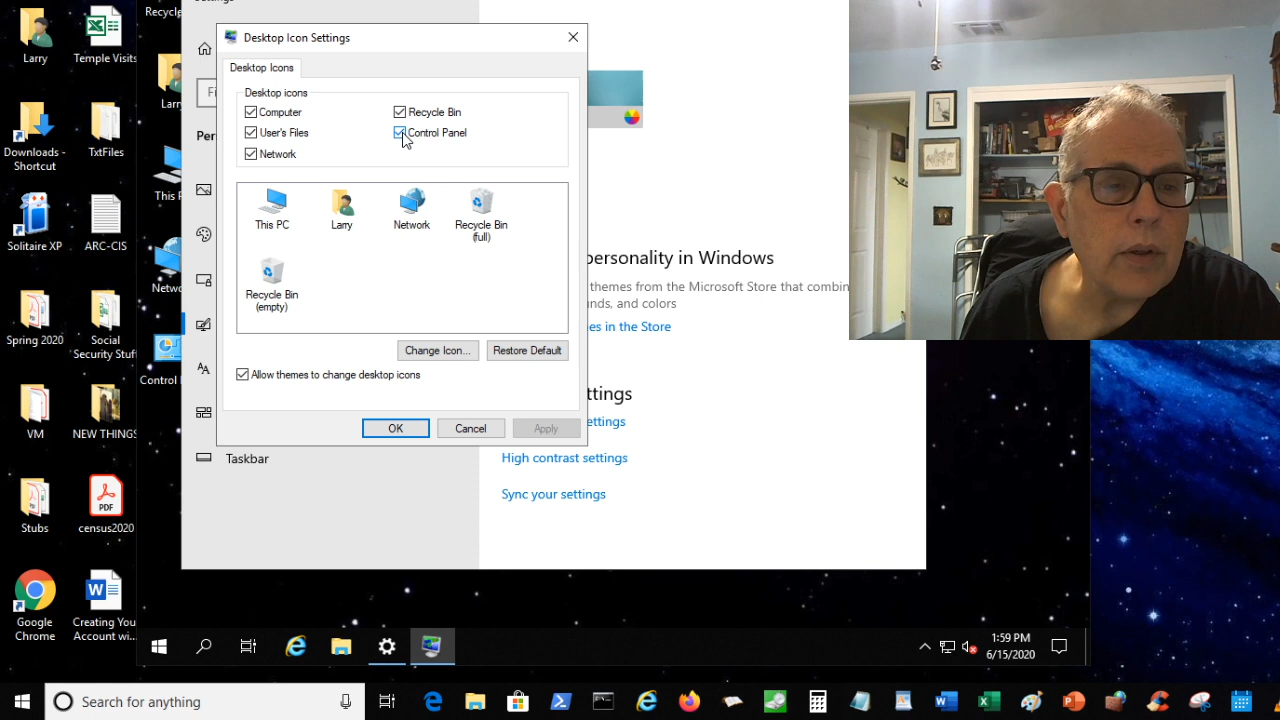 Larry
Temple Visits
Downloads -
Shortcut
TxtFiles
Solitaire XP
ARC-CIS
Spring 2020
Social
Security Stuff
VM
NEW THINGS
Stubs
census2020
PDF
Google
Chrome
Creating You
Account wi...
Recycle
Larry
This P
Netwo
Control
Desktop Icon Settings
Desktop Icons
Desktop icons
Computer
Recycle Bin
User's Files
Control Panel
Network
This PC
Larry
Network
Recycle Bin
(full)
Recycle Bin
(empty)
Change Icon...
Restore Default
Allow themes to change desktop icons
OK
Cancel
Apply
Fi
Per
Taskbar
personality in Windows
themes from the Microsoft Store that combin
nds, and colors
es in the Store
ttings
ettings
High contrast settings
Sync your settings
1:59 PM
6/15/2020
Search for anything